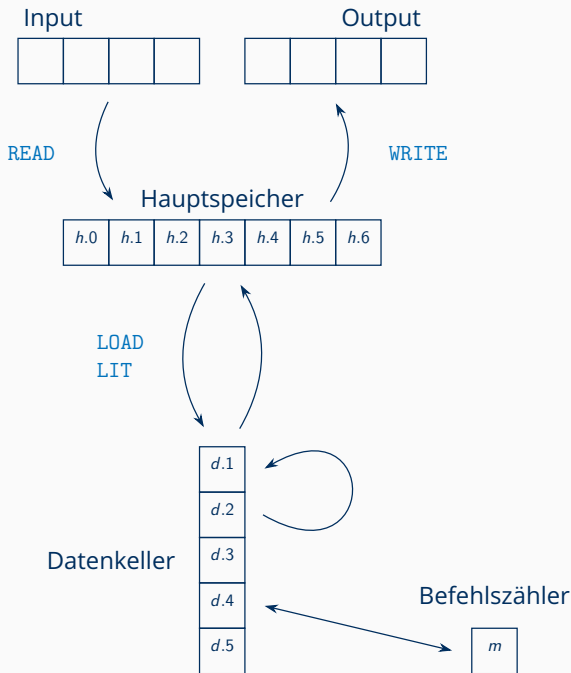 Input Output
READ WRITE
Hauptspeicher
h.0 h.1 h.2 h.3 h.4 h.5 h.6
LOAD
LIT
d.1
d.2
d.3
Datenkeller
d.4
Befehlszähler
d.5 m